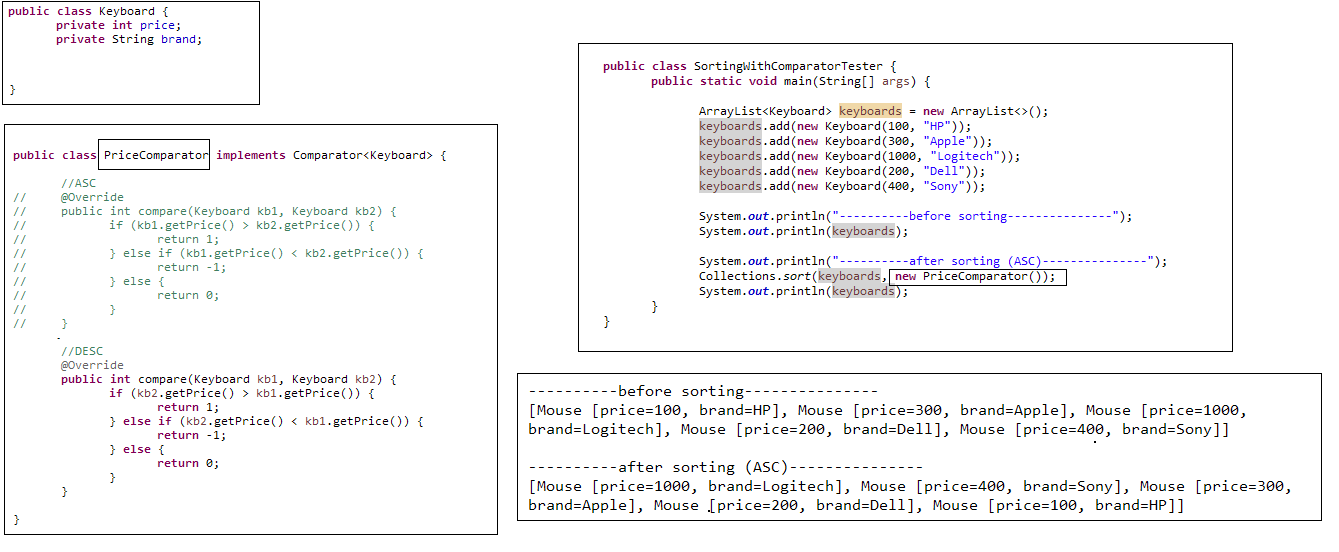 public class Keyboard {
private int price;
private String brand;
}
public class PriceComparator implements Comparator<Keyboard> {
//ASC
// @Override
// public int compare(Keyboard kb1, Keyboard kb2) {
// if (kb1.getPrice() > kb2.getPrice()) {
// return 1;
// } else if (kb1.getPrice() < kb2.getPrice()) {
// return -1;
// } else {
// return 0;
// }
// }
//DESC
@Override
public int compare(Keyboard kb1, Keyboard kb2) {
if (kb2.getPrice() > kb1.getPrice()) {
return 1;
} else if (kb2.getPrice() < kb1.getPrice()) {
return -1;
} else {
return 0;
}
}
}
public class SortingWithComparatorTester {
public static void main(String[] args) {
ArrayList<Keyboard> keyboards = new ArrayList<>();
keyboards.add(new Keyboard(100, "HP"));
keyboards.add(new Keyboard(300, "Apple"));
keyboards.add(new Keyboard(1000, "Logitech"));
keyboards.add(new Keyboard(200, "Dell"));
keyboards.add(new Keyboard(400, "Sony"));
System.out.println("----------before sorting---------------");
System.out.println(keyboards);
System.out.println("----------after sorting (ASC)---------------");
Collections.sort(keyboards, new PriceComparator());
System.out.println(keyboards);
}
}
----------before sorting---------------
[Mouse [price=100, brand=HP], Mouse [price=300, brand=Apple], Mouse [price=1000,
brand=Logitech], Mouse [price=200, brand=Dell], Mouse [price=400, brand=Sony]]
----------after sorting (ASC)---------------
[Mouse [price=1000, brand=Logitech], Mouse [price=400, brand=Sony], Mouse [price=300,
brand=Apple], Mouse [price=200, brand=Dell], Mouse [price=100, brand=HP]]